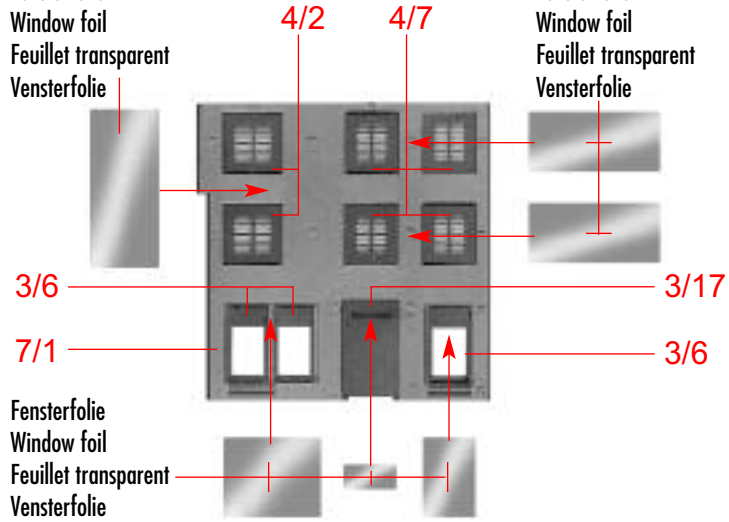 Window foil
Feuillet transparent
Vensterfolie
4/2
4/7
Window foil
Feuillet transparent
Vensterfolie
3/6
3/17
7/1
3/6
Fensterfolie
Window foil
Feuillet transparent
Vensterfolie